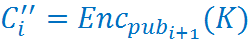 C_i'' = Enc_{pub_{i+1}}(K)